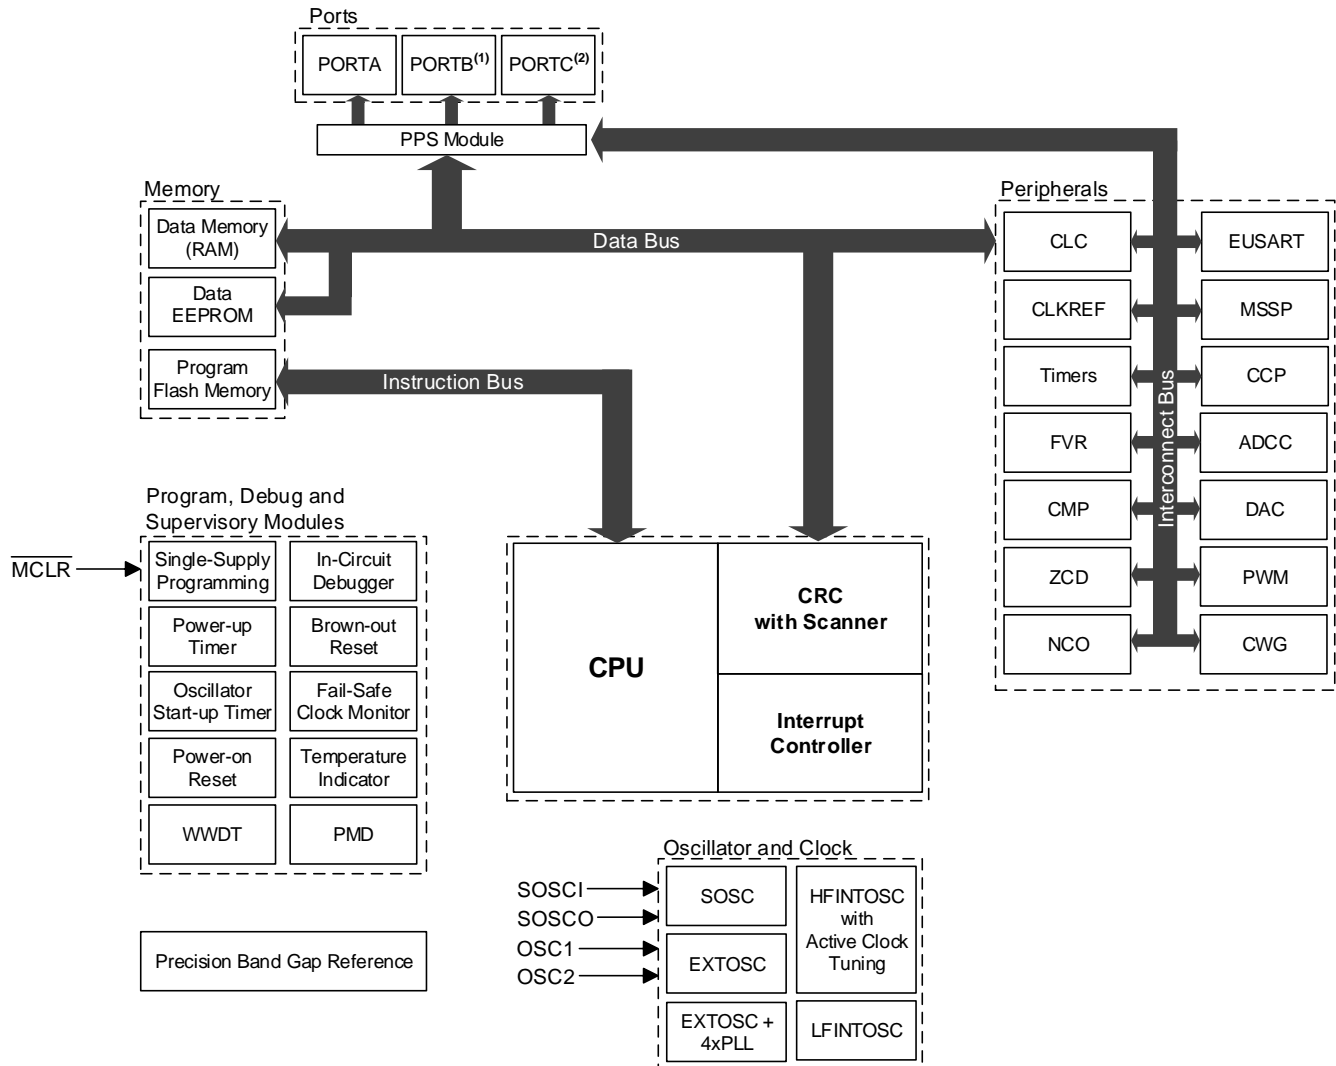 Ports
PORTA
PORTB(1)
PORTC(2)
PPS Module
Memory
Data Memory
(RAM)
Data
EEPROM
Program
Flash Memory
Data Bus
Instruction Bus
Peripherals
CLC
EUSART
CLKREF
MSSP
Timers
CCP
FVR
ADCC
CMP
DAC
ZCD
PWM
NCO
CWG
Interconnect Bus
Program, Debug and
Supervisory Modules
MCLR
Single-Supply
Programming
In-Circuit
Debugger
Power-up
Timer
Brown-out
Reset
Oscillator
Start-up Timer
Fail-Safe
Clock Monitor
Power-on
Reset
Temperature
Indicator
WWDT
PMD
CPU
CRC
with Scanner
Interrupt
Controller
Precision Band Gap Reference
Oscillator and Clock
SOSCI
SOSCO
OSC1
OSC2
SOSC
HFINTOSC
with
Active Clock
Tuning
EXTOSC
EXTOSC +
4xPLL
LFINTOSC